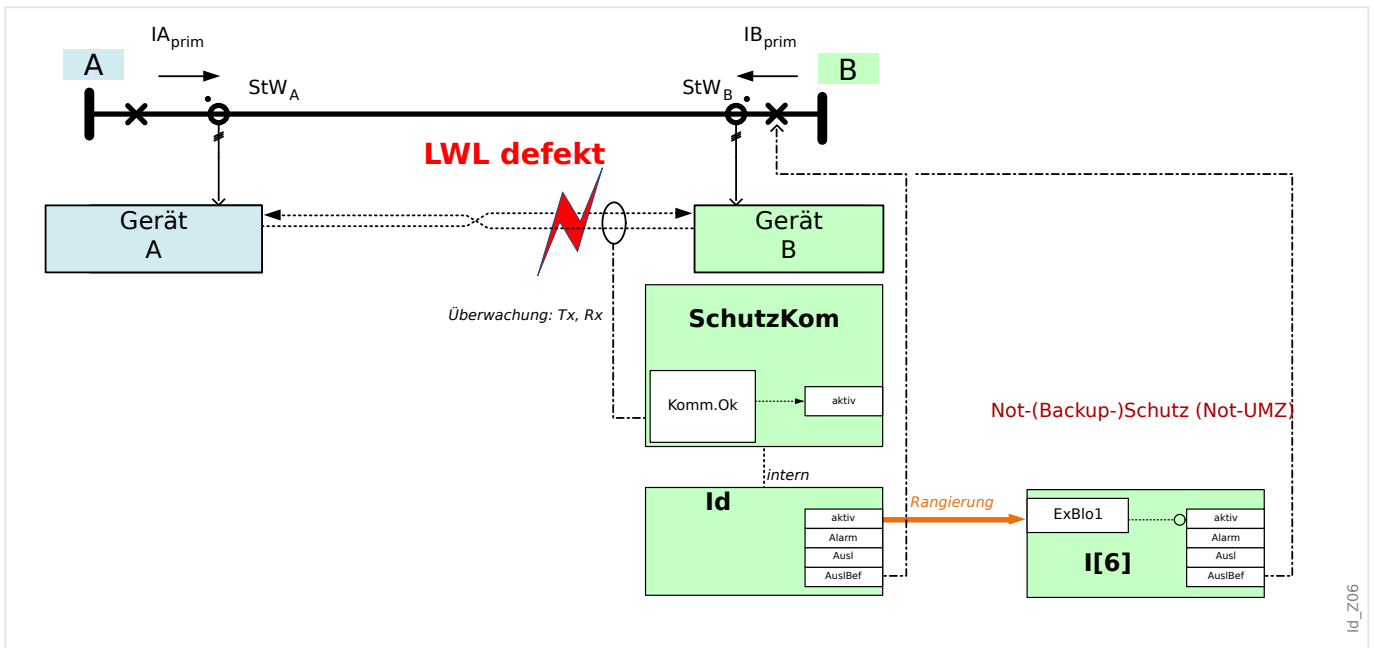 IAprim
IBprim
A
B
StWA
StWB
LWL defekt
Gerät
A
Gerät
B
Überwachung: Tx, Rx
SchutzKom
Komm.Ok
aktiv
Not-(Backup-)Schutz (Not-UMZ)
intern
Id
aktiv
Alarm
Ausl
AuslBef
Rangierung
ExBlo1
I[6]
aktiv
Alarm
Ausl
AuslBef
Id_Z06